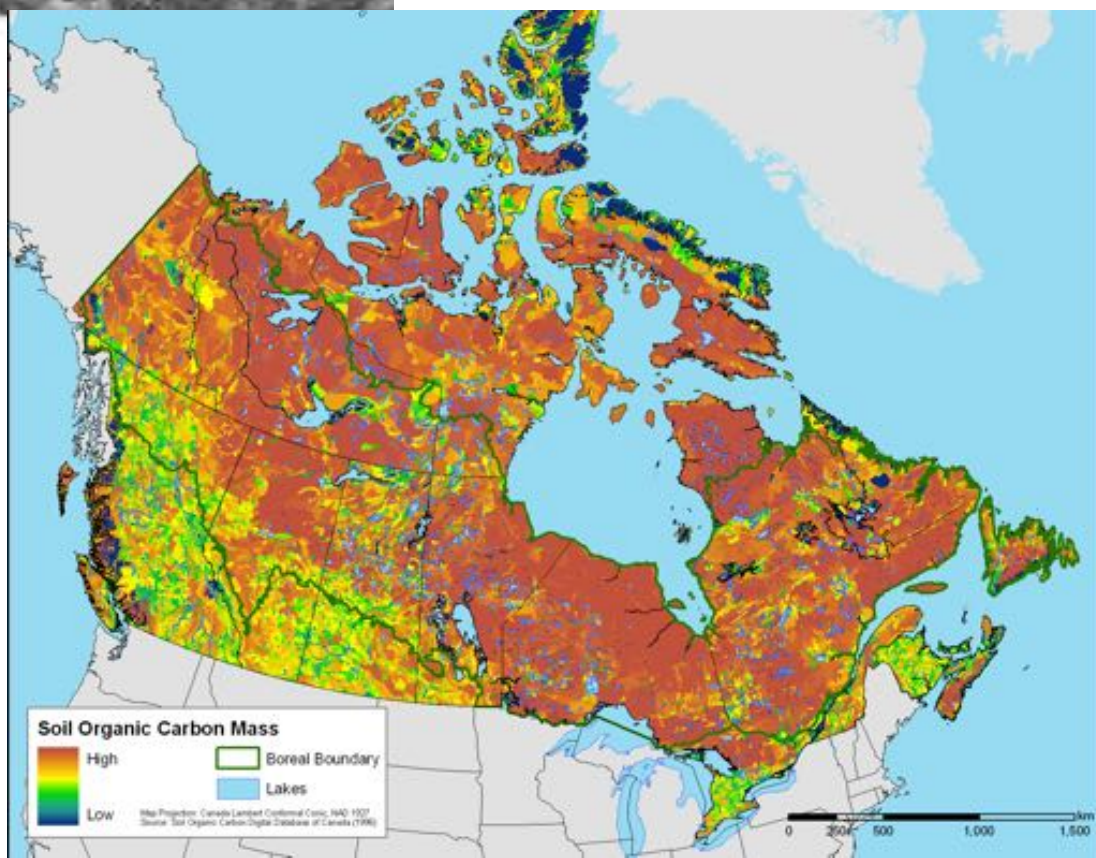 Soil Organic Carbon Mass
High
Low
Boreal Boundary
Lakes
Map Projection: Canada Lambert Conformal Conic, NAD 1927
Source: Soil Organic Carbon Digital Database of Canada (1996)
km
0 250 500 1,000 1,500